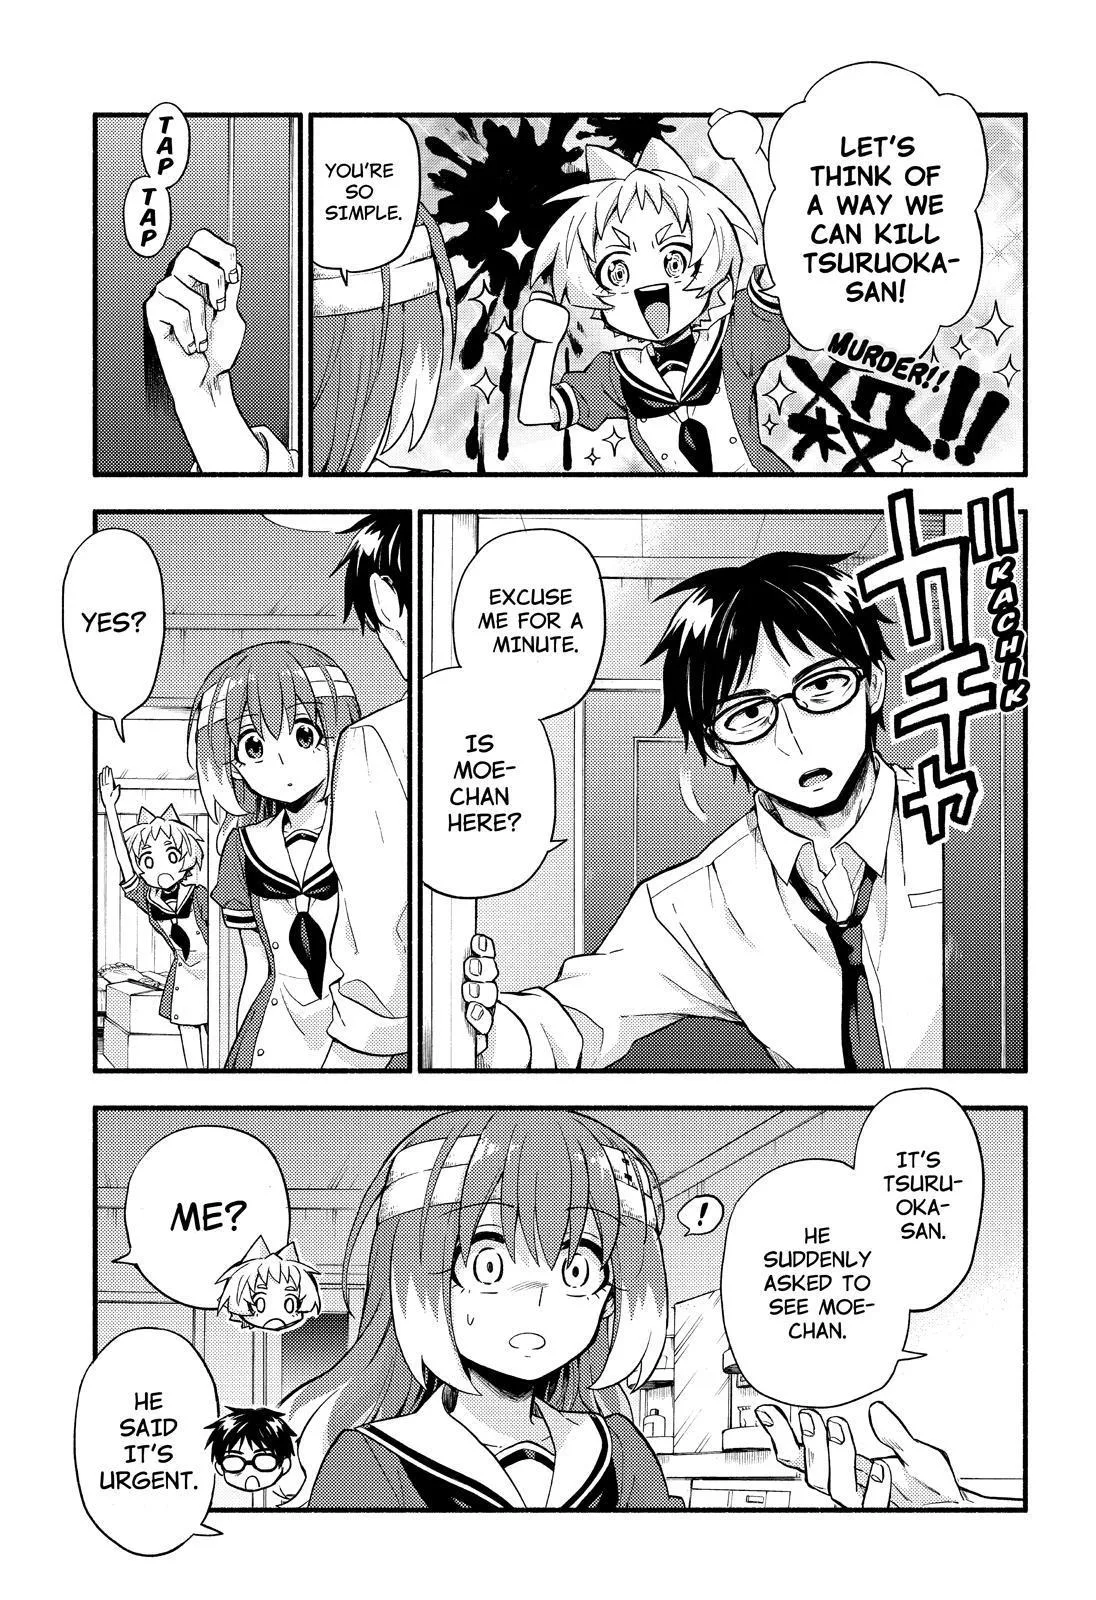 LET'S
THINK OF
A WAY WE
CAN KILL
TSURUOKA-
SAN!
MURDER!!
殺!!
YOU'RE
SO
SIMPLE.
TAP
TAP
ガチャ
KACHIK
EXCUSE
ME FOR A
MINUTE.
IS
MOE-
CHAN
HERE?
YES?
IT'S
TSURU-
OKA-
SAN.
HE
SUDDENLY
ASKED TO
SEE MOE-
CHAN.
!
ME?
HE
SAID
IT'S
URGENT.